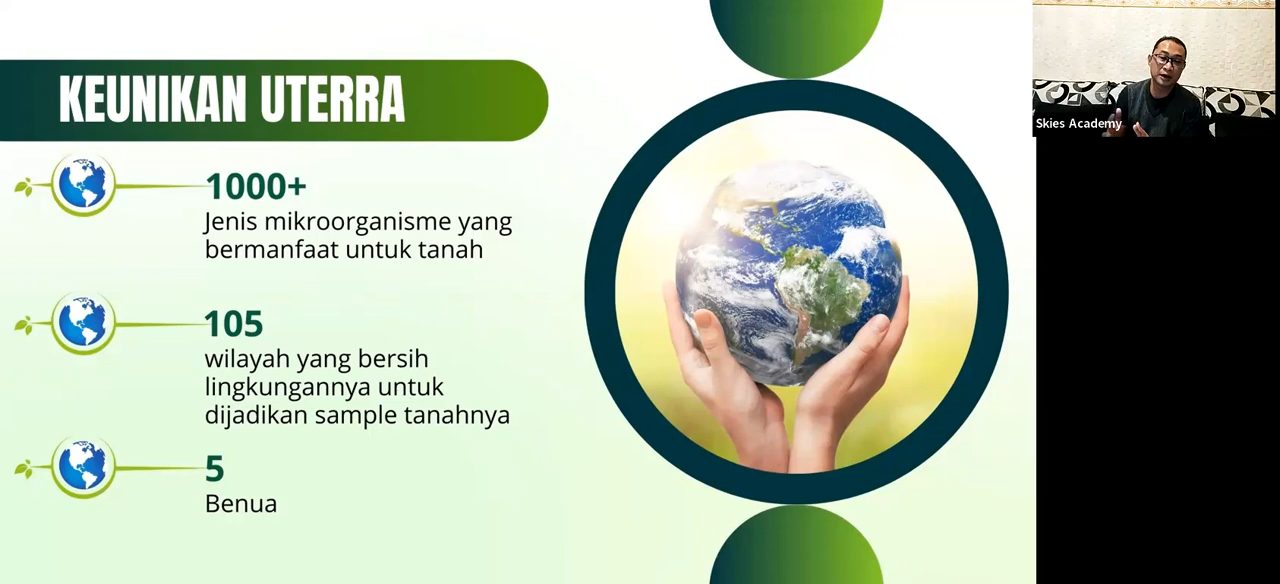 KEUNIKAN UTERRA
1000+
Jenis mikroorganisme yang
bermanfaat untuk tanah
105
wilayah yang bersih
lingkungannya untuk
dijadikan sample tanahnya
5
Benua
Skies Academy